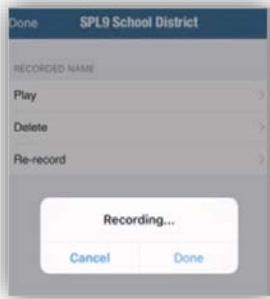 Done SPL9 School District
RECORDED NAME
Play
Delete
Re-record
Recording...
Cancel Done